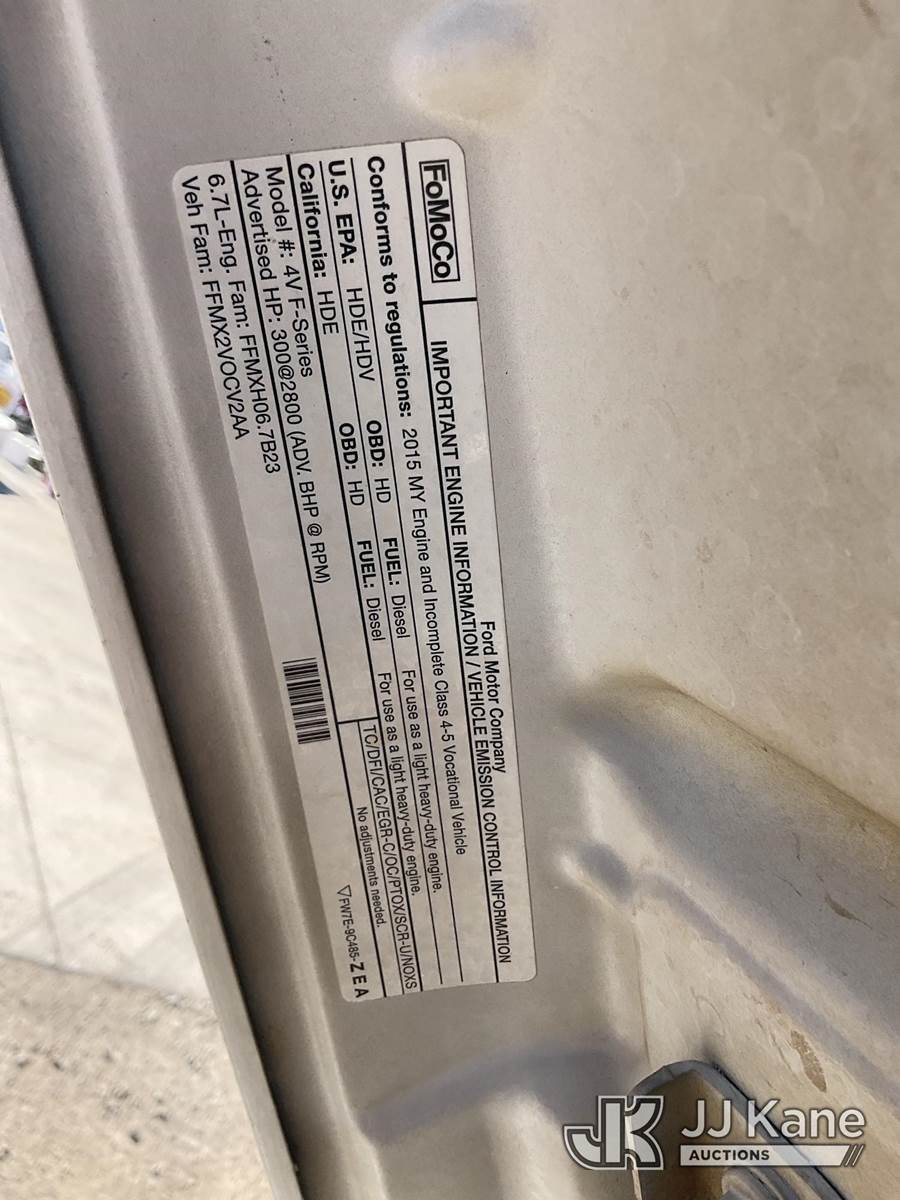 FoMoCo
Ford Motor Company
IMPORTANT ENGINE INFORMATION / VEHICLE EMISSION CONTROL INFORMATION
Conforms to regulations: 2015 MY Engine and Incomplete Class 4-5 Vocational Vehicle
U.S. EPA: HDE/HDV OBD: HD FUEL: Diesel For use as a light heavy-duty engine.
California: HDE OBD: HD FUEL: Diesel For use as a light heavy-duty engine.
Model #: 4V F-Series
TC/DFI/CAC/EGR-C/OC/PTOX/SCR-U/NOXS
Advertised HP: 300@2800 (ADV. BHP @ RPM)
No adjustments needed.
6.7L-Eng. Fam: FFMXH06.7B23
Veh Fam: FFMX2VOCV2AA
▽FW7E-9C485-ZEA
JK JJ Kane
AUCTIONS